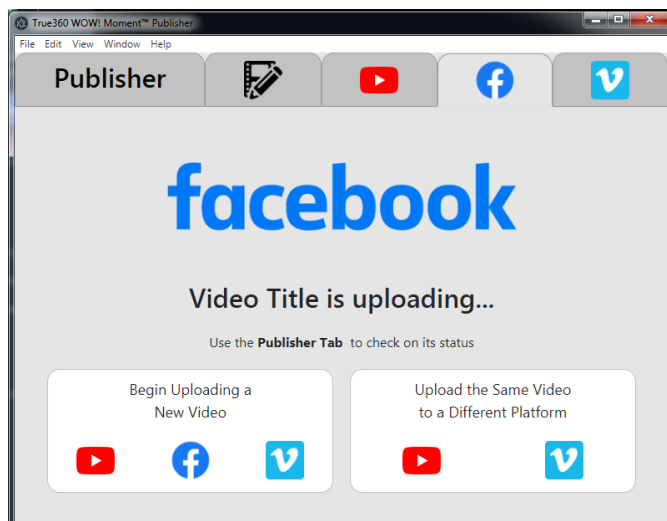 True360 WOW! Moment™ Publisher
File Edit View Window Help
Publisher
facebook
Video Title is uploading...
Use the Publisher Tab to check on its status
Begin Uploading a
New Video
Upload the Same Video
to a Different Platform